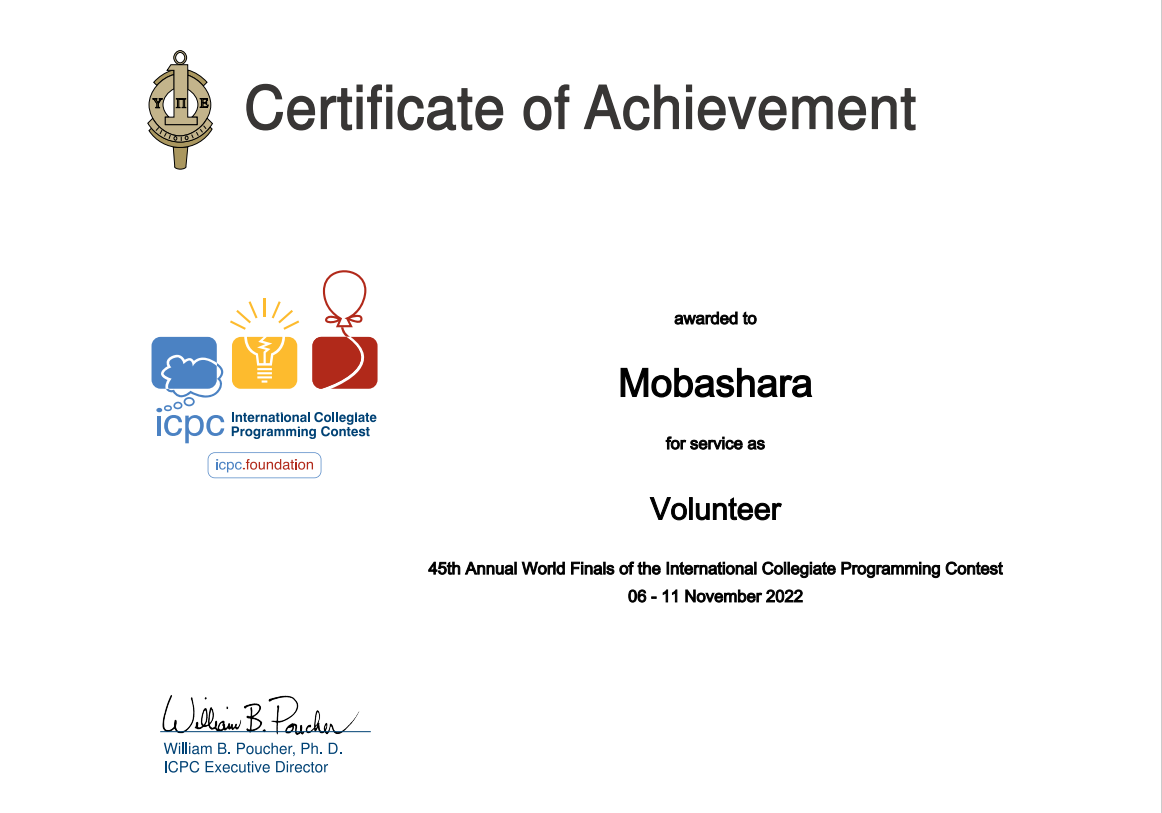 Υ Π Ε
Certificate of Achievement
awarded to
Mobashara
for service as
Volunteer
45th Annual World Finals of the International Collegiate Programming Contest
06 - 11 November 2022
icpc International Collegiate
Programming Contest
icpc.foundation
William B. Poucher
William B. Poucher, Ph. D.
ICPC Executive Director